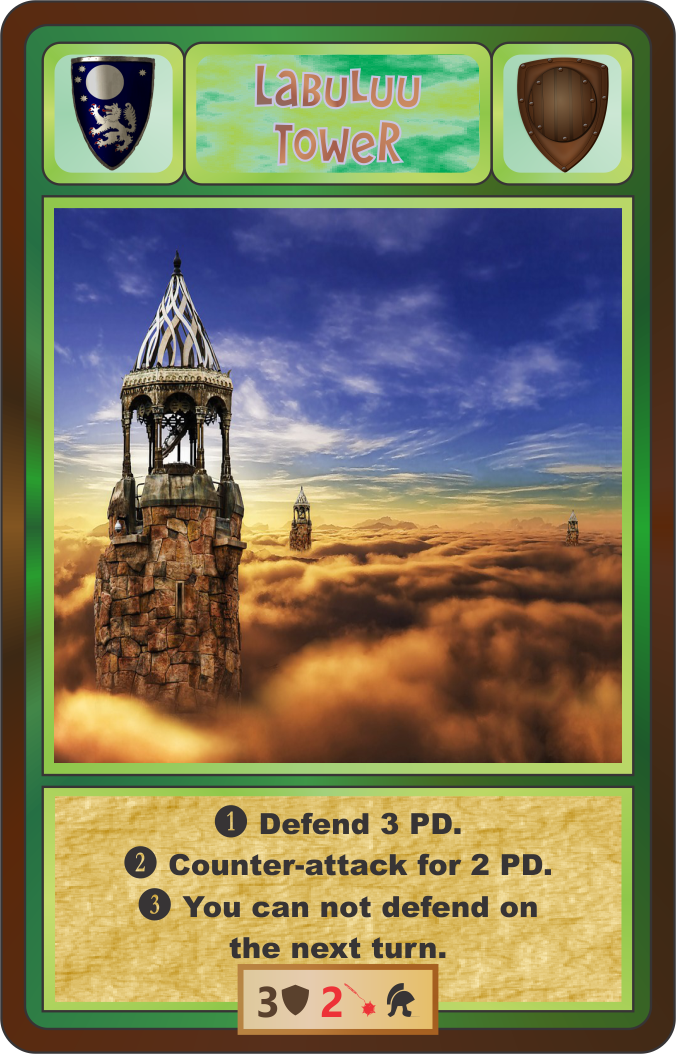 LABULUU
TOWER
❶ Defend 3 PD.
❷ Counter-attack for 2 PD.
❸ You can not defend on
the next turn.
3 2